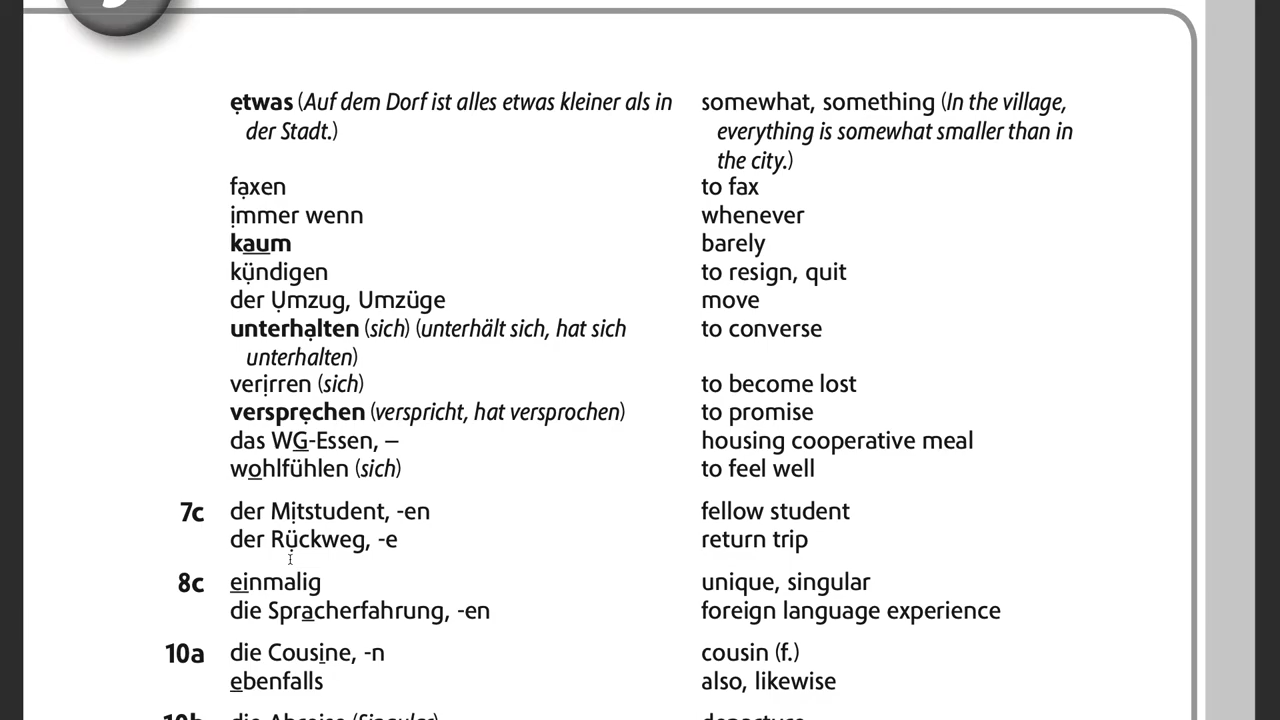 etwas (Auf dem Dorf ist alles etwas kleiner als in der Stadt.) somewhat, something (In the village, everything is somewhat smaller than in the city.)
faxen to fax
immer wenn whenever
kaum barely
kündigen to resign, quit
der Umzug, Umzüge move
unterhalten (sich) (unterhält sich, hat sich unterhalten) to converse
verirren (sich) to become lost
versprechen (verspricht, hat versprochen) to promise
das WG-Essen, – housing cooperative meal
wohlfühlen (sich) to feel well
7c der Mitstudent, -en fellow student
der Rückweg, -e return trip
8c einmalig unique, singular
die Spracherfahrung, -en foreign language experience
10a die Cousine, -n cousin (f.)
ebenfalls also, likewise
10b die Abreise (Singular) departure